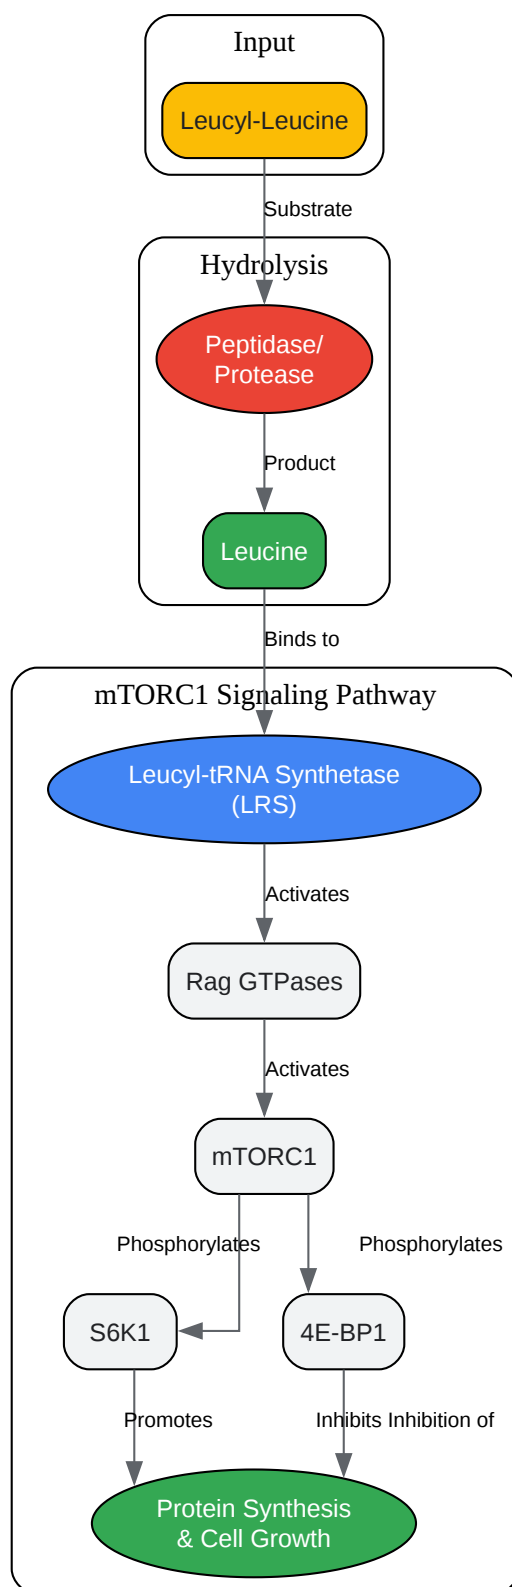 Input
Leucyl-Leucine
Substrate
Hydrolysis
Peptidase/
Protease
Product
Leucine
Binds to
mTORC1 Signaling Pathway
Leucyl-tRNA Synthetase
(LRS)
Activates
Rag GTPases
Activates
mTORC1
Phosphorylates
Phosphorylates
S6K1
4E-BP1
Promotes
Inhibits Inhibition of
Protein Synthesis
& Cell Growth